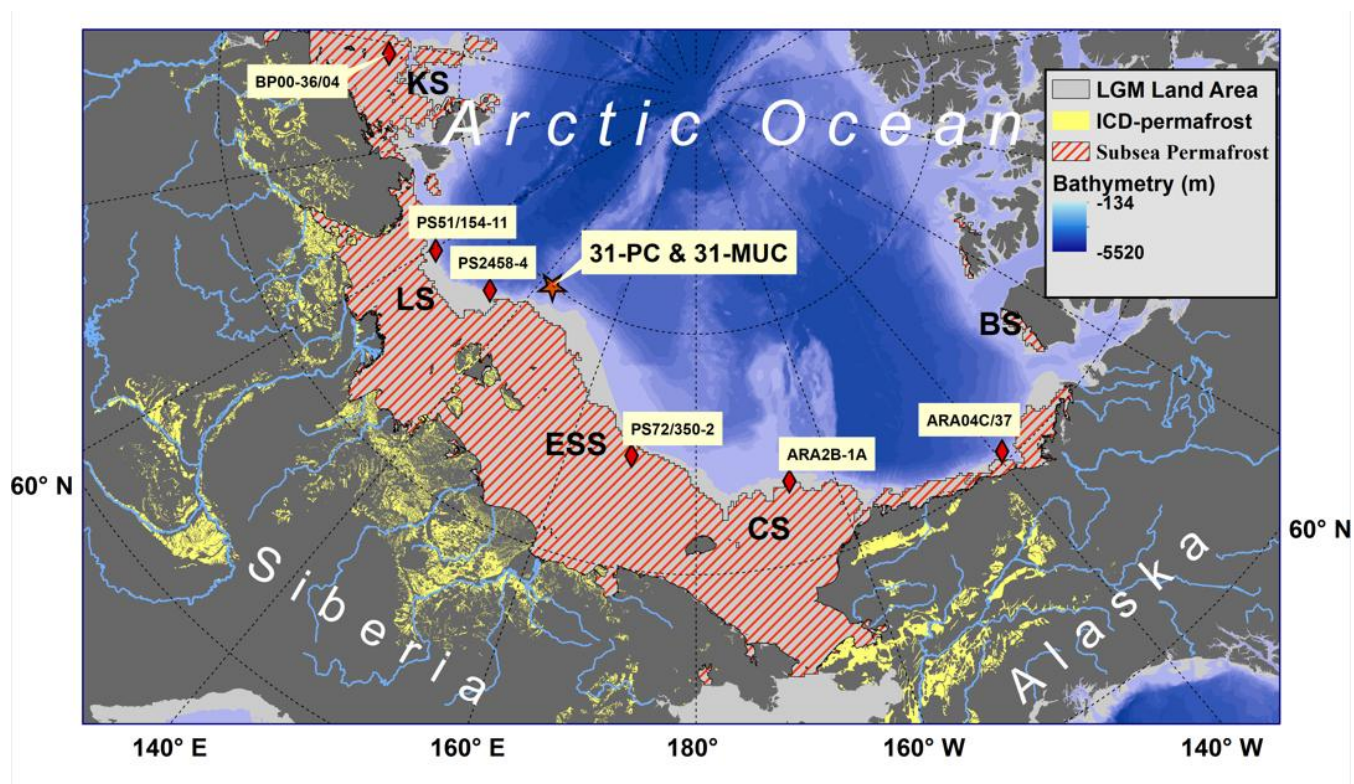 BP00-36/04
KS
Arctic Ocean
LGM Land Area
ICD-permafrost
Subsea Permafrost
Bathymetry (m)
-134
-5520
PS51/154-11
PS2458-4
31-PC & 31-MUC
LS
BS
ESS
PS72/350-2
ARA2B-1A
ARA04C/37
CS
60° N
60° N
Siberia
Alaska
140° E
160° E
180°
160° W
140° W